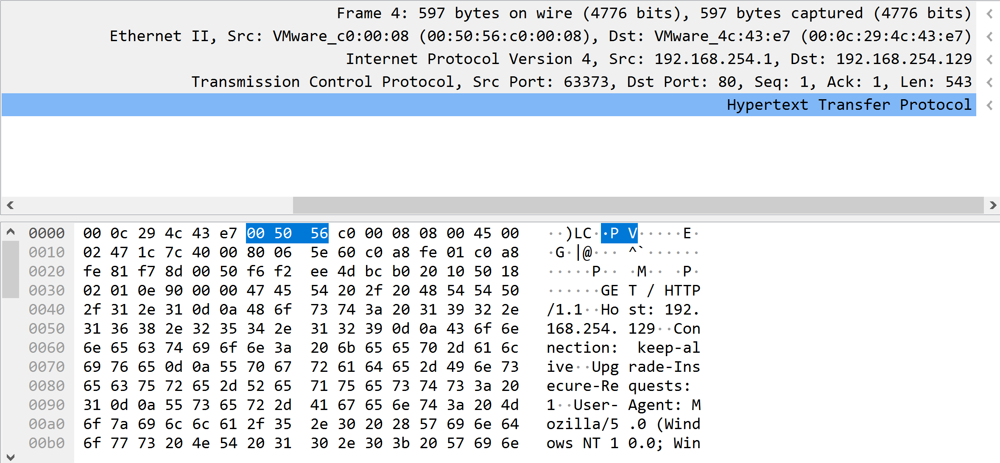 Frame 4: 597 bytes on wire (4776 bits), 597 bytes captured (4776 bits)
Ethernet II, Src: VMware_c0:00:08 (00:50:56:c0:00:08), Dst: VMware_4c:43:e7 (00:0c:29:4c:43:e7)
Internet Protocol Version 4, Src: 192.168.254.1, Dst: 192.168.254.129
Transmission Control Protocol, Src Port: 63373, Dst Port: 80, Seq: 1, Ack: 1, Len: 543
Hypertext Transfer Protocol
0000 00 0c 29 4c 43 e7 00 50 56 c0 00 08 08 00 45 00 ··)LC··P V·····E·
0010 02 47 1c 7c 40 00 80 06 5e 60 c0 a8 fe 01 c0 a8 ·G·|@··· ^`······
0020 fe 81 f7 8d 00 50 f6 f2 ee 4d bc b0 20 10 50 18 ·····P·· ·M·· ·P·
0030 02 01 0e 90 00 00 47 45 54 20 2f 20 48 54 54 50 ······GE T / HTTP
0040 2f 31 2e 31 0d 0a 48 6f 73 74 3a 20 31 39 32 2e /1.1··Ho st: 192.
0050 31 36 38 2e 32 35 34 2e 31 32 39 0d 0a 43 6f 6e 168.254. 129··Con
0060 6e 65 63 74 69 6f 6e 3a 20 6b 65 65 70 2d 61 6c nection: keep-al
0070 69 76 65 0d 0a 55 70 67 72 61 64 65 2d 49 6e 73 ive··Upg rade-Ins
0080 65 63 75 72 65 2d 52 65 71 75 65 73 74 73 3a 20 ecure-Re quests:
0090 31 0d 0a 55 73 65 72 2d 41 67 65 6e 74 3a 20 4d 1··User- Agent: M
00a0 6f 7a 69 6c 6c 61 2f 35 2e 30 20 28 57 69 6e 64 ozilla/5 .0 (Wind
00b0 6f 77 73 20 4e 54 20 31 30 2e 30 3b 20 57 69 6e ows NT 1 0.0; Win